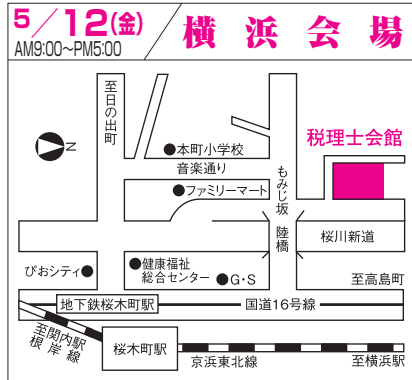 5／12(金)
AM9:00～PM5:00
横浜会場
至日の出町
N
●本町小学校
音楽通り
●ファミリーマート
もみじ坂
陸橋
税理士会館
桜川新道
ぴおシティ●
●健康福祉
総合センター
●G・S
至高島町
地下鉄桜木町駅
国道16号線
至関内駅
根岸線
桜木町駅
京浜東北線
至横浜駅